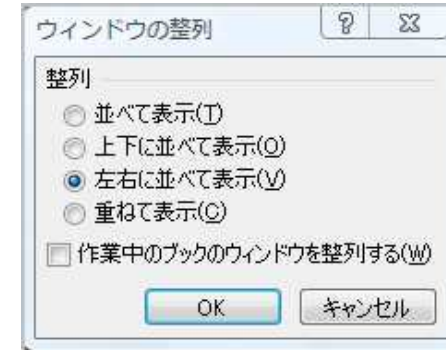 ウィンドウの整列
整列
並べて表示(T)
上下に並べて表示(O)
左右に並べて表示(V)
重ねて表示(C)
作業中のブックのウィンドウを整列する(W)
OK キャンセル